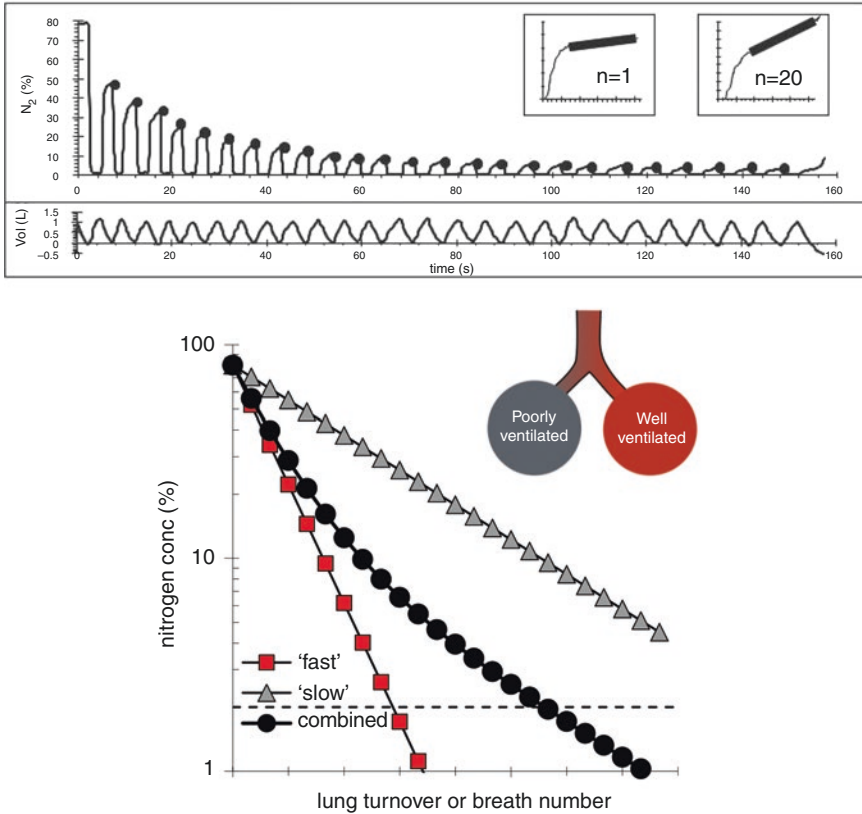 80
70
60
50
40
30
20
10
0
N2 (%)
n=1
n=20
0 20 40 60 80 100 120 140 160
1.5
1
0.5
0
−0.5
Vol (L)
0 20 40 60 80 100 120 140 160
time (s)
100
10
1
nitrogen conc (%)
Poorly
ventilated
Well
ventilated
'fast'
'slow'
combined
lung turnover or breath number